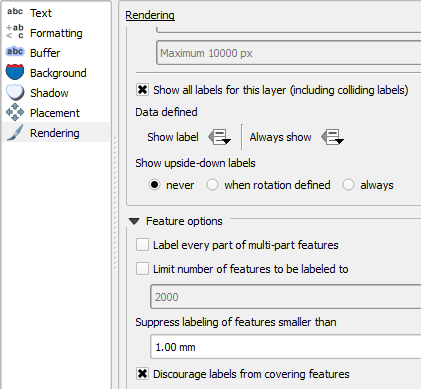 abc Text
+ab < c Formatting
abc Buffer
Background
Shadow
Placement
Rendering
Rendering
Maximum 10000 px
Show all labels for this layer (including colliding labels)
Data defined
Show label Always show
Show upside-down labels
never when rotation defined always
Feature options
Label every part of multi-part features
Limit number of features to be labeled to
2000
Suppress labeling of features smaller than
1.00 mm
Discourage labels from covering features